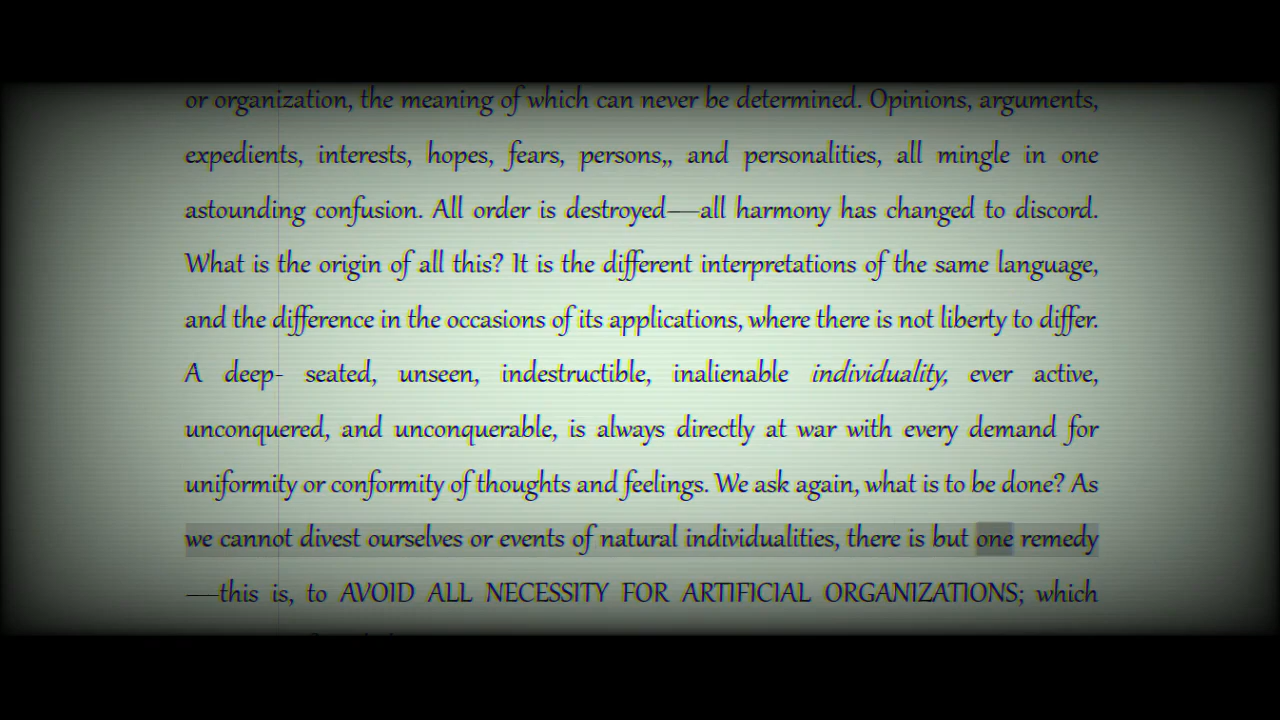 or organization, the meaning of which can never be determined. Opinions, arguments,
expedients, interests, hopes, fears, persons,, and personalities, all mingle in one
astounding confusion. All order is destroyed—all harmony has changed to discord.
What is the origin of all this? It is the different interpretations of the same language,
and the difference in the occasions of its applications, where there is not liberty to differ.
A deep- seated, unseen, indestructible, inalienable individuality, ever active,
unconquered, and unconquerable, is always directly at war with every demand for
uniformity or conformity of thoughts and feelings. We ask again, what is to be done? As
we cannot divest ourselves or events of natural individualities, there is but one remedy
—this is, to AVOID ALL NECESSITY FOR ARTIFICIAL ORGANIZATIONS; which